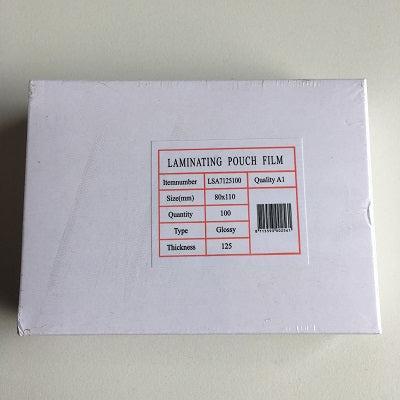 LAMINATING POUCH FILM
Itemnumber LSA7125100 Quality A1
Size(mm) 80x110
Quantity 100
Type Glossy
Thickness 125